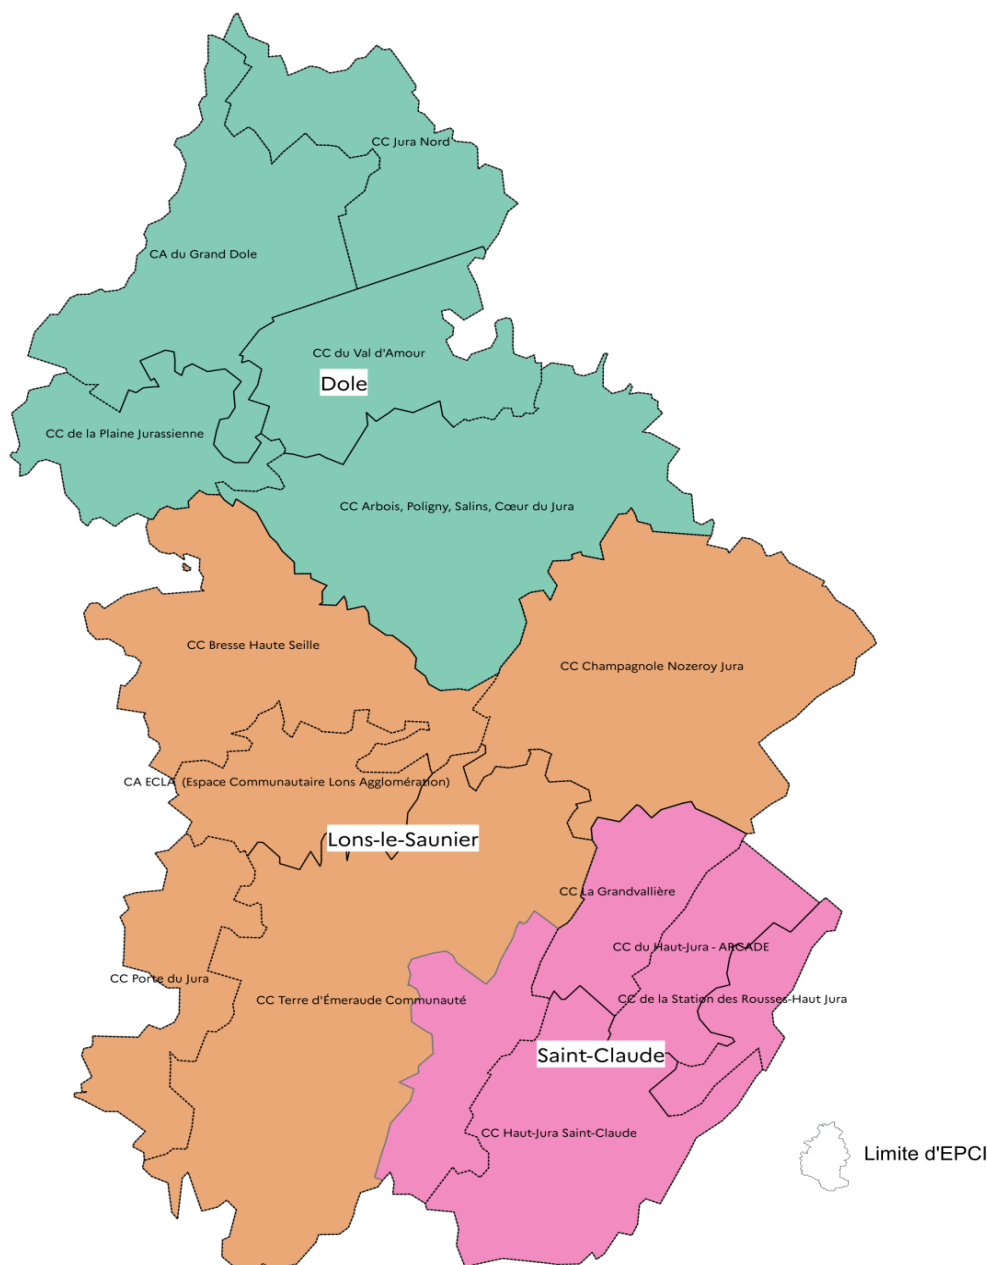 CC Jura Nord
CA du Grand Dole
CC du Val d'Amour
Dole
CC de la Plaine Jurassienne
CC Arbois, Poligny, Salins, Cœur du Jura
CC Bresse Haute Seille
CC Champagnole Nozeroy Jura
CA ECLA (Espace Communautaire Lons Agglomération)
Lons-le-Saunier
CC La Grandvallière
CC du Haut-Jura - ARCADE
CC Porte du Jura
CC Terre d'Émeraude Communauté
CC de la Station des Rousses-Haut Jura
Saint-Claude
CC Haut-Jura Saint-Claude
Limite d'EPCI